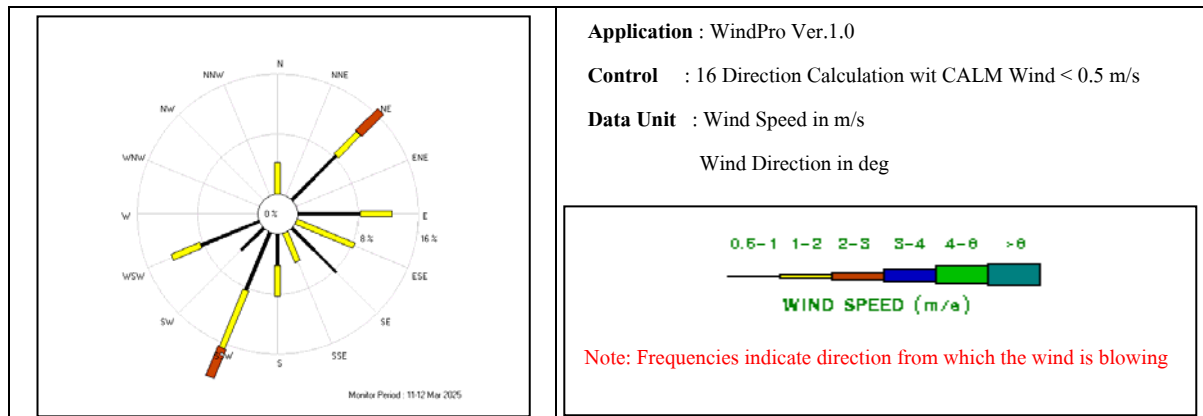 N
NNW
NNE
NW
NE
WNW
ENE
W
0 %
E
8 %
16 %
WSW
ESE
SW
SE
SSW
SSE
S
Monitor Period : 11-12 Mar 2025
Application : WindPro Ver.1.0
Control : 16 Direction Calculation wit CALM Wind < 0.5 m/s
Data Unit : Wind Speed in m/s
Wind Direction in deg
0.5-1 1-2 2-3 3-4 4-6 >6
WIND SPEED (m/s)
Note: Frequencies indicate direction from which the wind is blowing